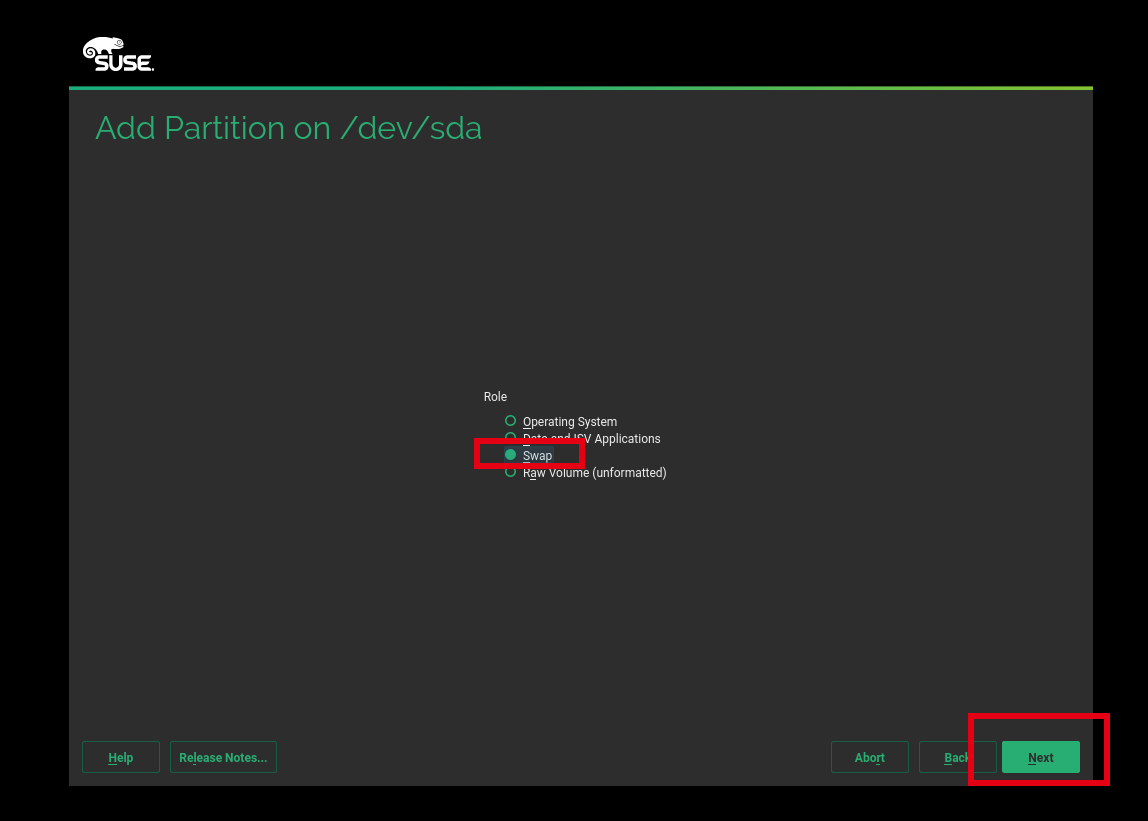 SUSE.
Add Partition on /dev/sda
Role
Operating System
Data and ISV Applications
Swap
Raw Volume (unformatted)
Help Release Notes... Abort Back Next